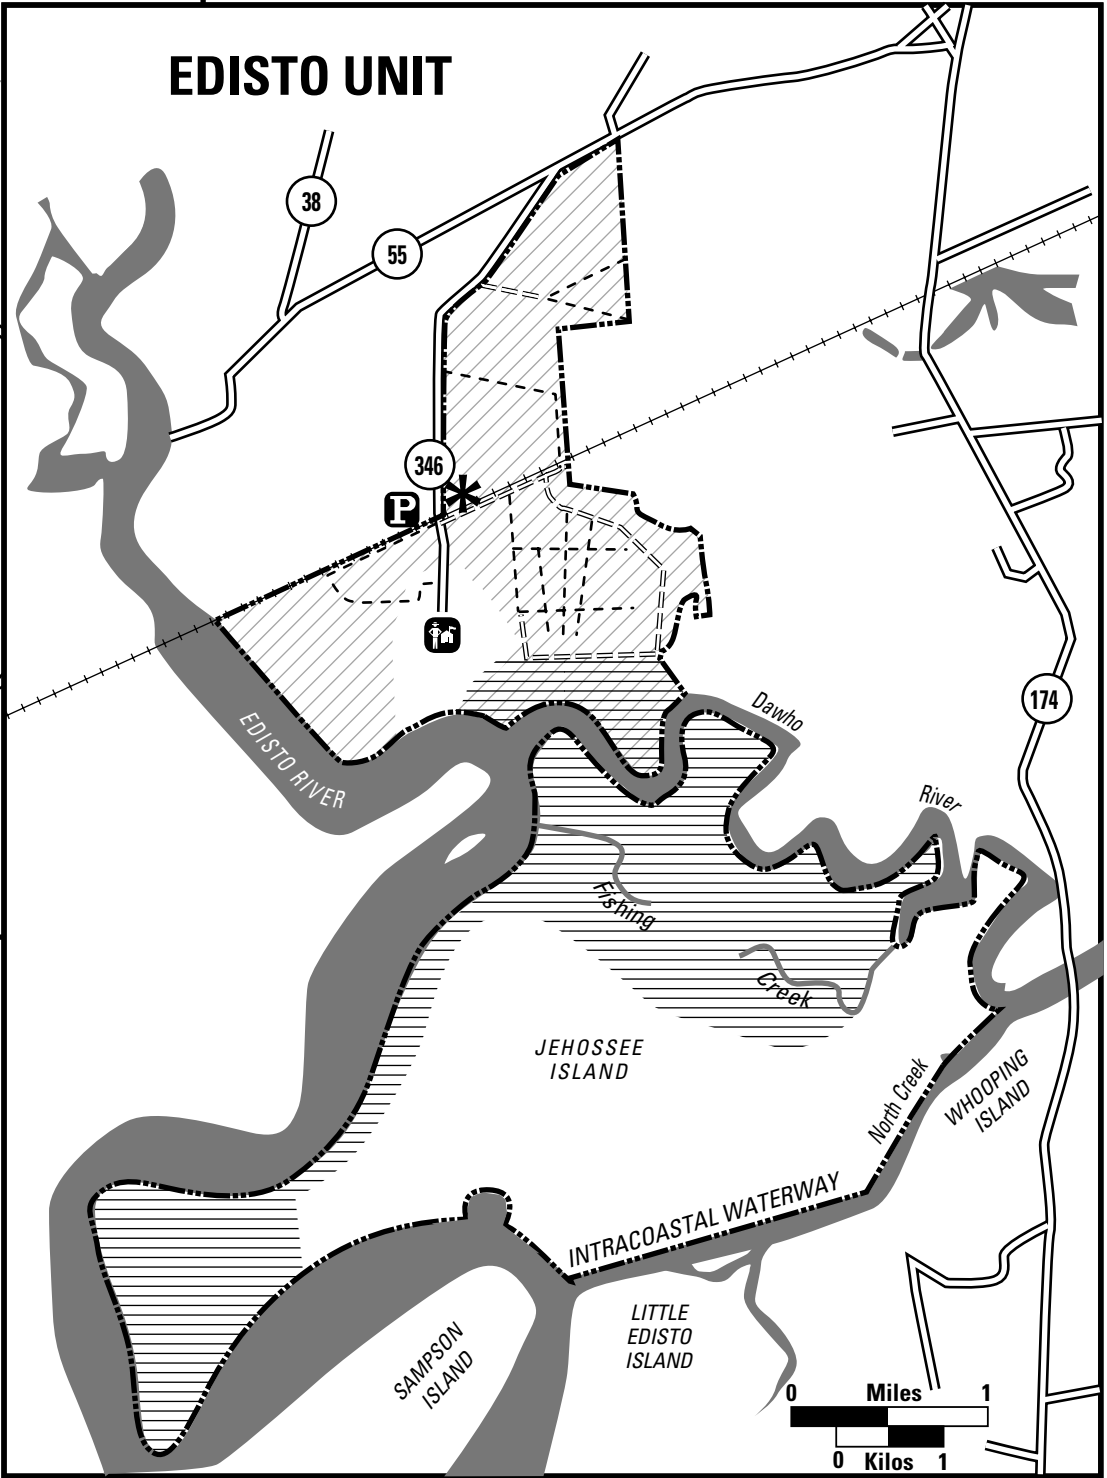 EDISTO UNIT
38
55
346
P
174
EDISTO RIVER
Dawho
River
Fishing
Creek
JEHOSSEE
ISLAND
North Creek
WHOOPING
ISLAND
INTRACOASTAL WATERWAY
SAMPSON
ISLAND
LITTLE
EDISTO
ISLAND
0 Miles 1
0 Kilos 1